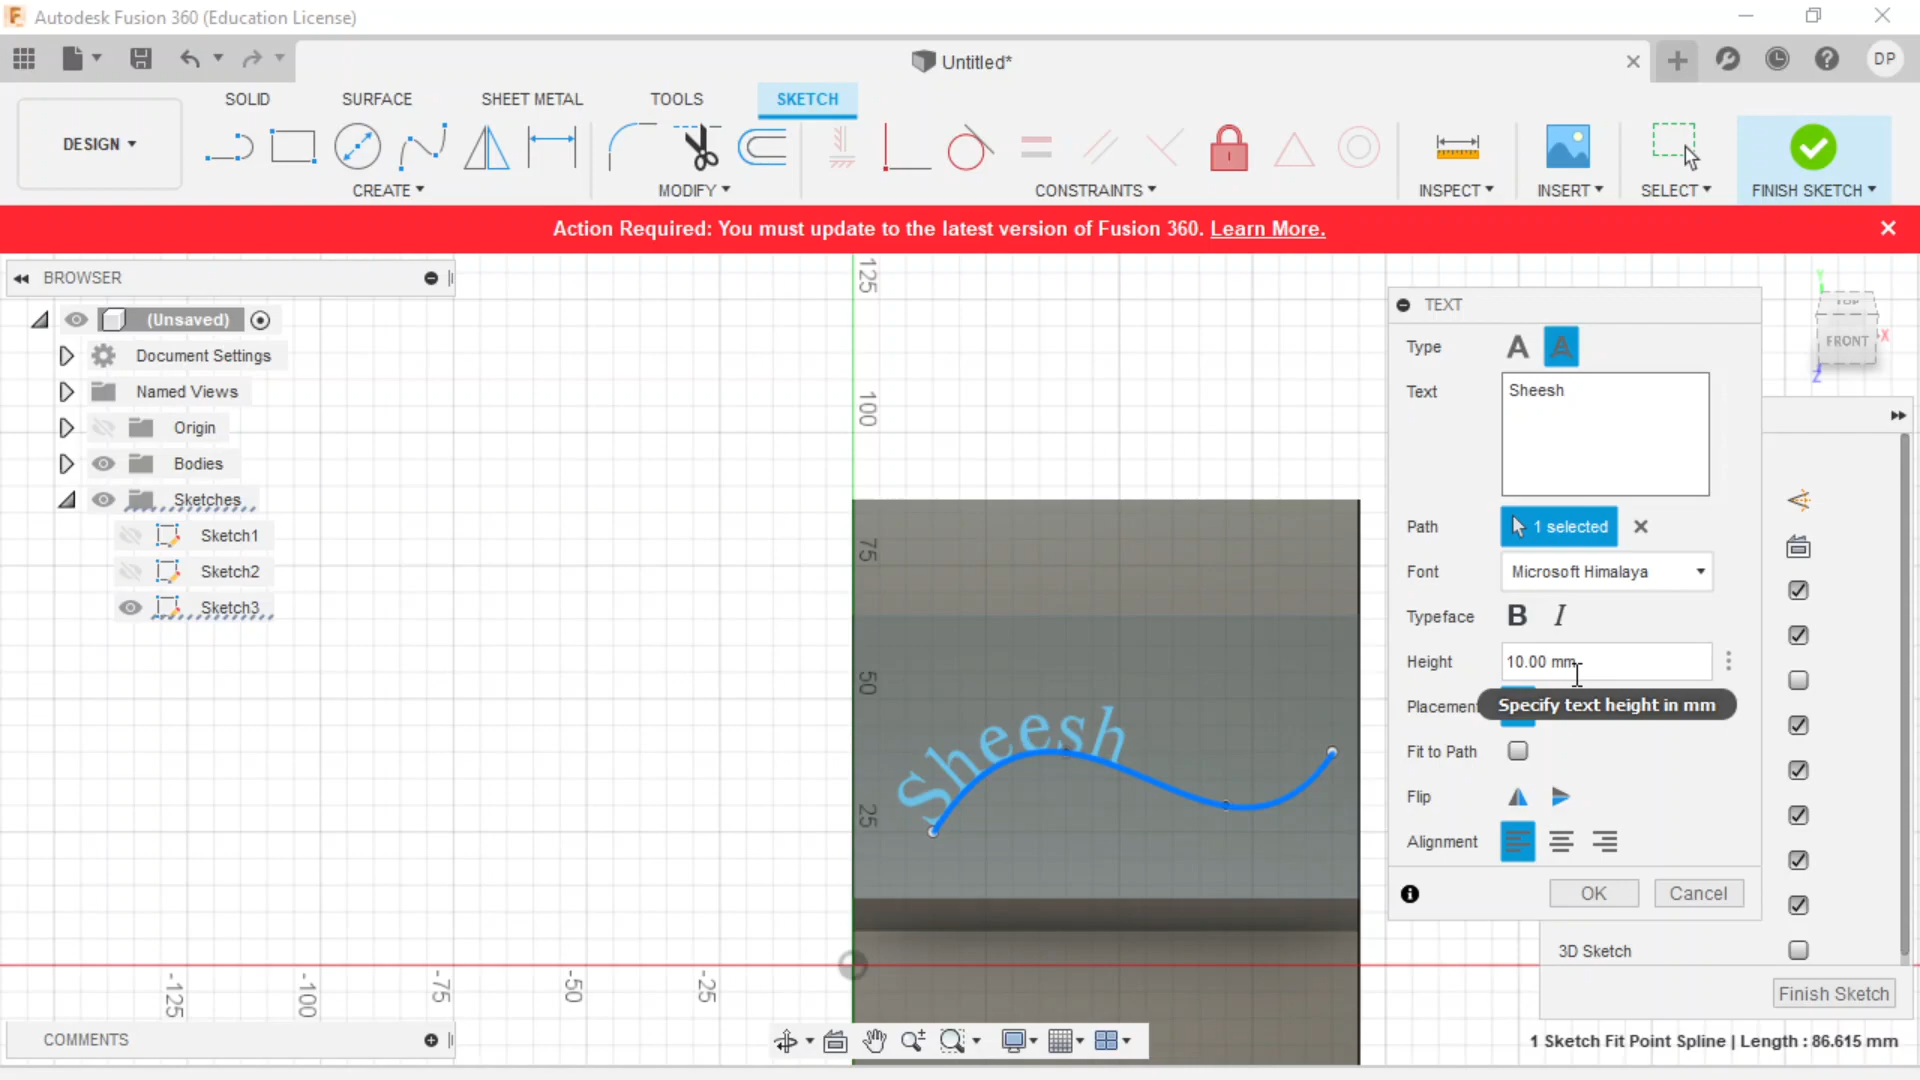 Autodesk Fusion 360 (Education License)
Untitled*
DP
DESIGN
SOLID
SURFACE
SHEET METAL
TOOLS
SKETCH
CREATE
MODIFY
CONSTRAINTS
INSPECT
INSERT
SELECT
FINISH SKETCH
Action Required: You must update to the latest version of Fusion 360. Learn More.
BROWSER
(Unsaved)
Document Settings
Named Views
Origin
Bodies
Sketches
Sketch1
Sketch2
Sketch3
125
100
75
50
25
-125
-100
-75
-50
-25
Sheesh
TOP
FRONT
Y
X
Z
TEXT
Type A A
Text Sheesh
Path 1 selected
Font Microsoft Himalaya
Typeface B I
Height 10.00 mm
Specify text height in mm
Placement
Fit to Path
Flip
Alignment
OK Cancel
3D Sketch
Finish Sketch
COMMENTS
1 Sketch Fit Point Spline | Length : 86.615 mm